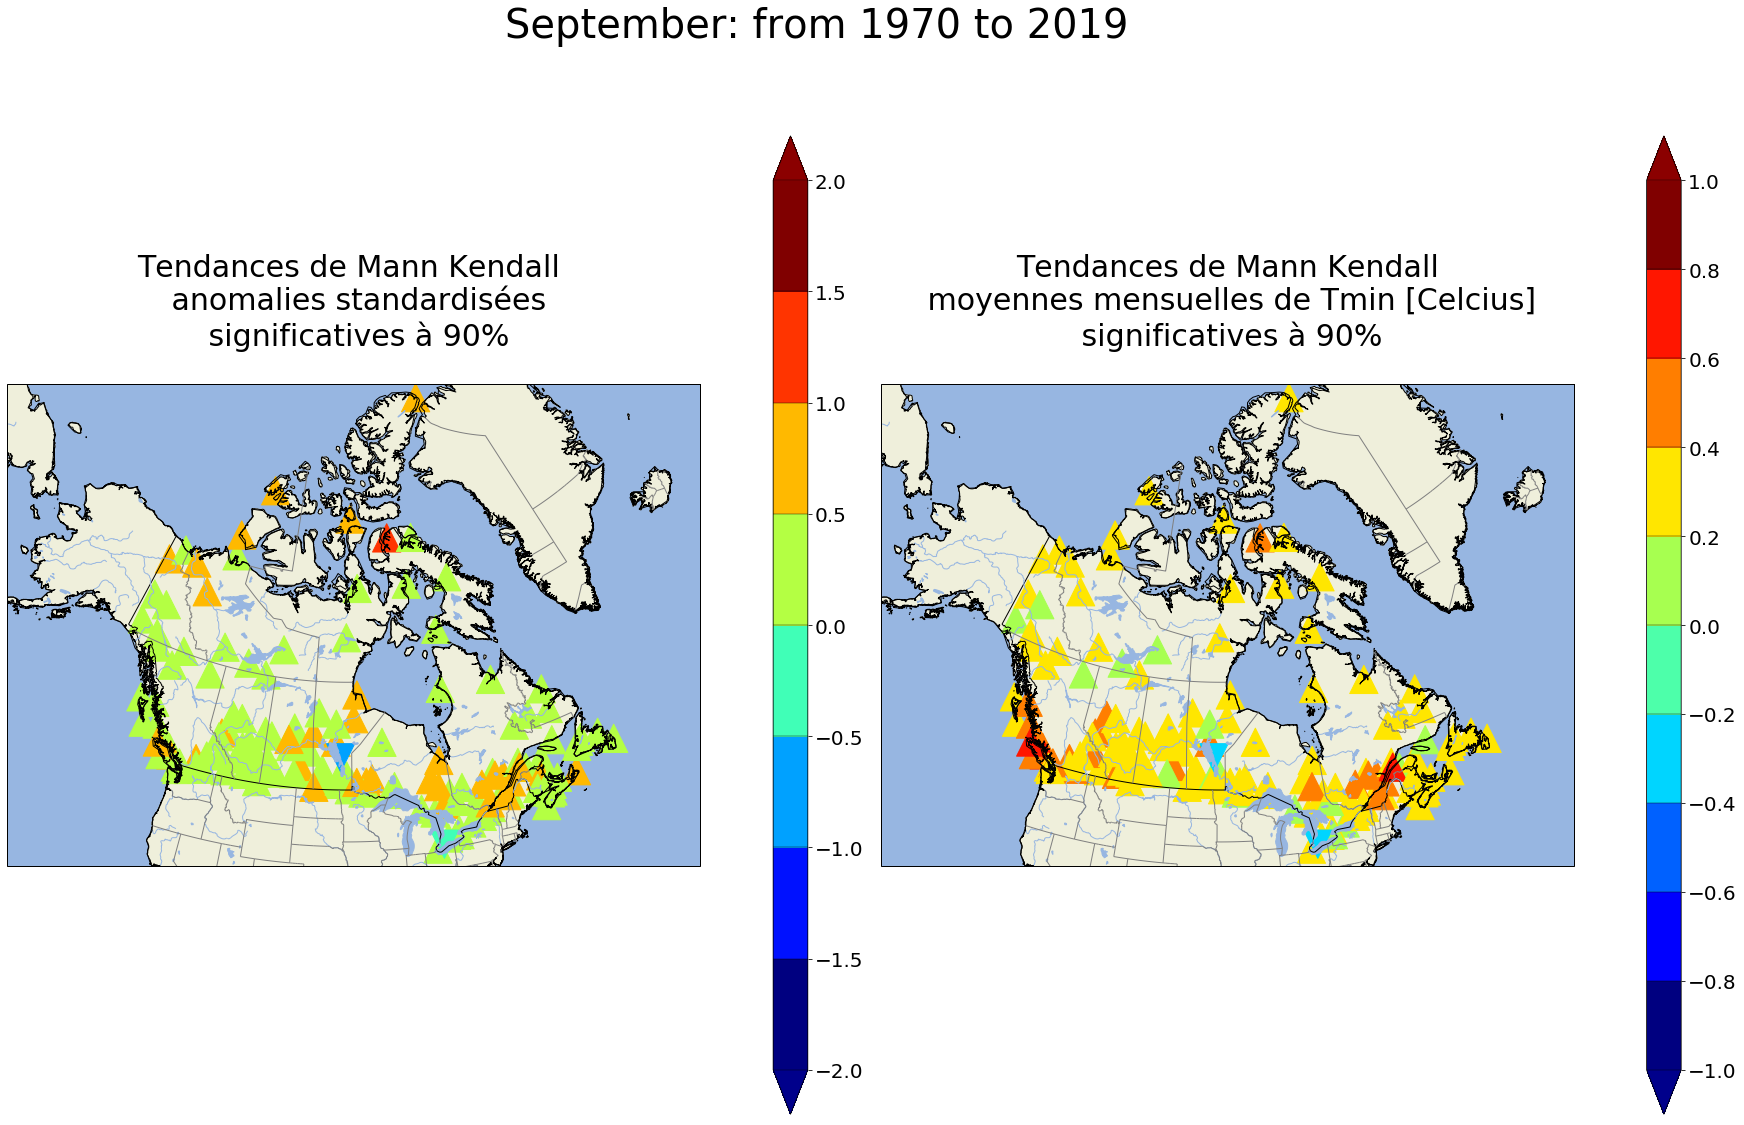 September: from 1970 to 2019
Tendances de Mann Kendall
anomalies standardisées
significatives à 90%
2.0
1.5
1.0
0.5
0.0
−0.5
−1.0
−1.5
−2.0
Tendances de Mann Kendall
moyennes mensuelles de Tmin [Celcius]
significatives à 90%
1.0
0.8
0.6
0.4
0.2
0.0
−0.2
−0.4
−0.6
−0.8
−1.0